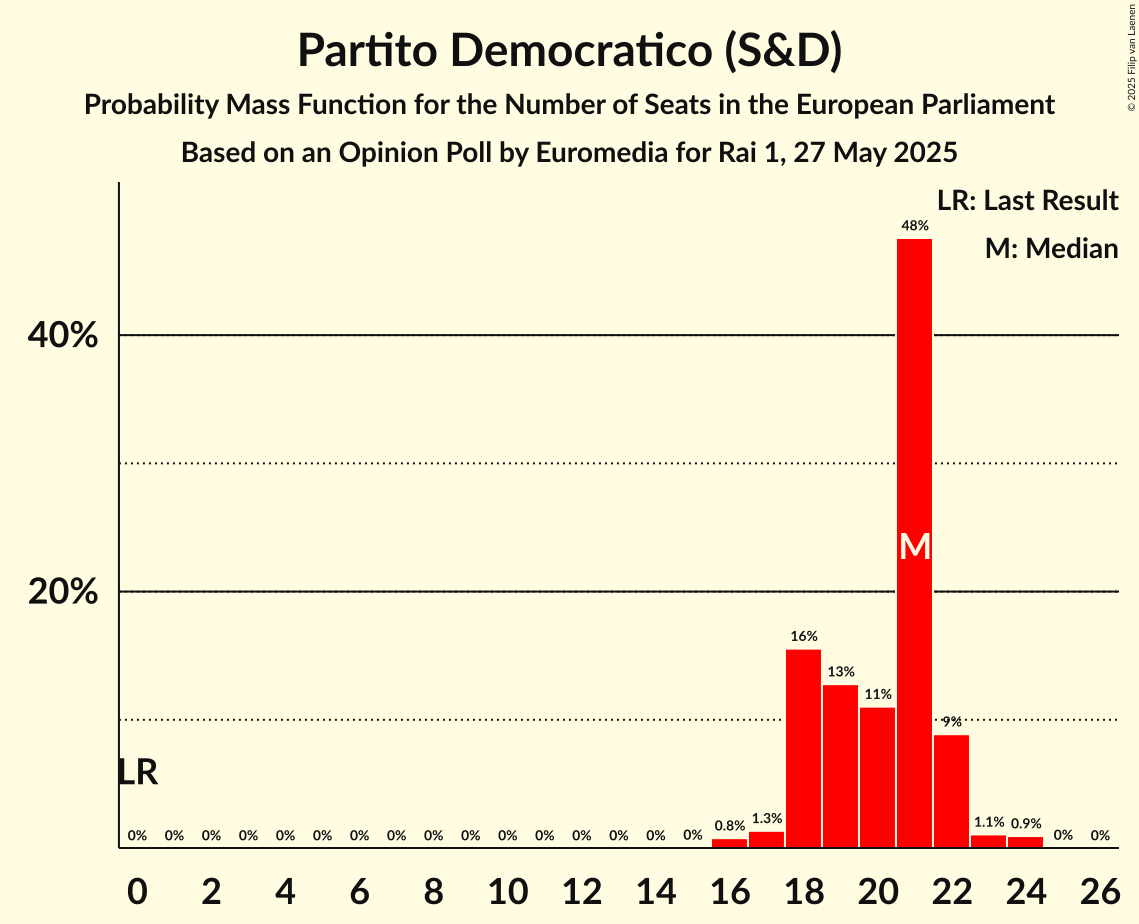 Partito Democratico (S&D)
Probability Mass Function for the Number of Seats in the European Parliament
Based on an Opinion Poll by Euromedia for Rai 1, 27 May 2025
© 2025 Filip van Laenen
LR: Last Result
M: Median
48%
40%
M
20%
16%
13%
11%
9%
LR
0% 0% 0% 0% 0% 0% 0% 0% 0% 0% 0% 0% 0% 0% 0% 0% 0.8% 1.3% 1.1% 0.9% 0% 0%
0 2 4 6 8 10 12 14 16 18 20 22 24 26